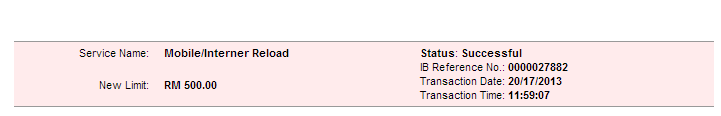 Service Name: Mobile/Interner Reload
New Limit: RM 500.00
Status: Successful
IB Reference No.: 0000027882
Transaction Date: 20/17/2013
Transaction Time: 11:59:07